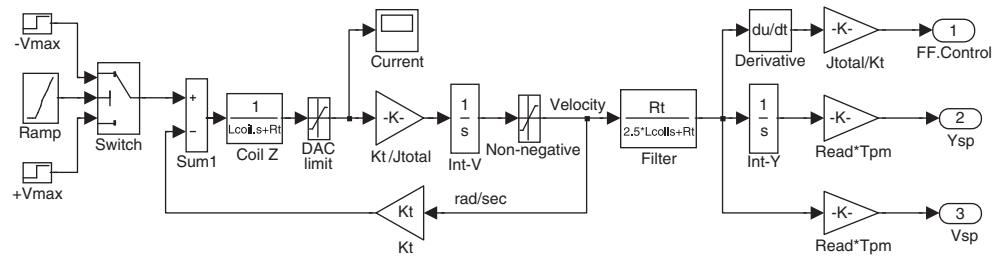 -Vmax
Ramp
+Vmax
Switch
+
−
Sum1
1
Lcoil.s+Rt
Coil Z
DAC
limit
Current
-K-
Kt/Jtotal
1
s
Int-V
Non-negative
Velocity
rad/sec
Kt
Kt
Rt
2.5*Lcolls+Rt
Filter
du/dt
Derivative
-K-
Jtotal/Kt
1
FF.Control
1
s
Int-Y
-K-
Read*Tpm
2
Ysp
-K-
Read*Tpm
3
Vsp